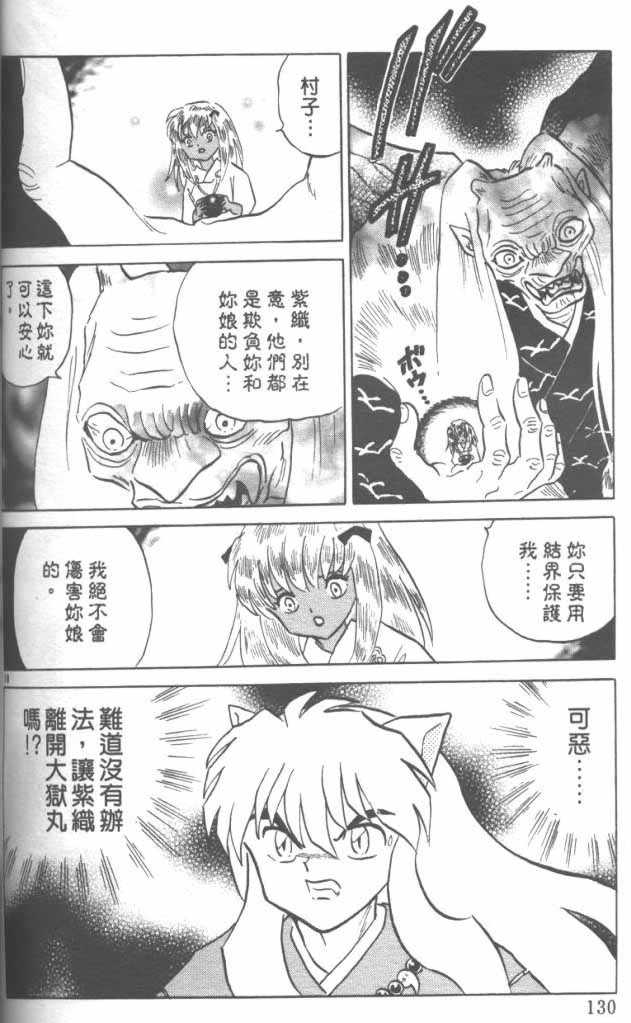 ボゥ…
村子…
紫織，別在
意，他們都
是欺負妳和
妳娘的人…
這下妳就
可以安心
了。
妳只要用
結界保護
我……
我絕不會
傷害妳娘
的。
可惡……
難道沒有辦
法，讓紫織
離開大獄丸
嗎!?
130